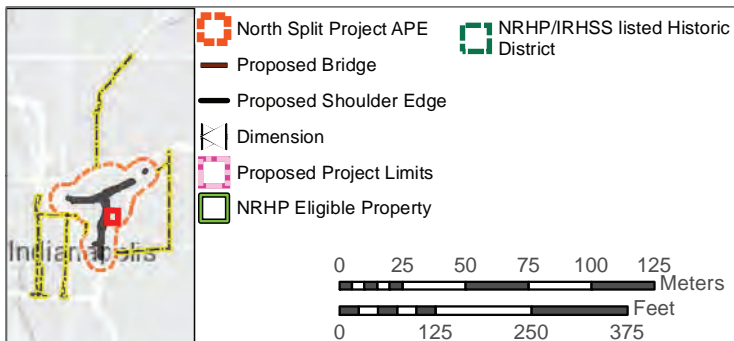 Indianapolis
North Split Project APE
Proposed Bridge
Proposed Shoulder Edge
Dimension
Proposed Project Limits
NRHP Eligible Property
NRHP/IRHSS listed Historic
District
0 25 50 75 100 125
Meters
Feet
0 125 250 375